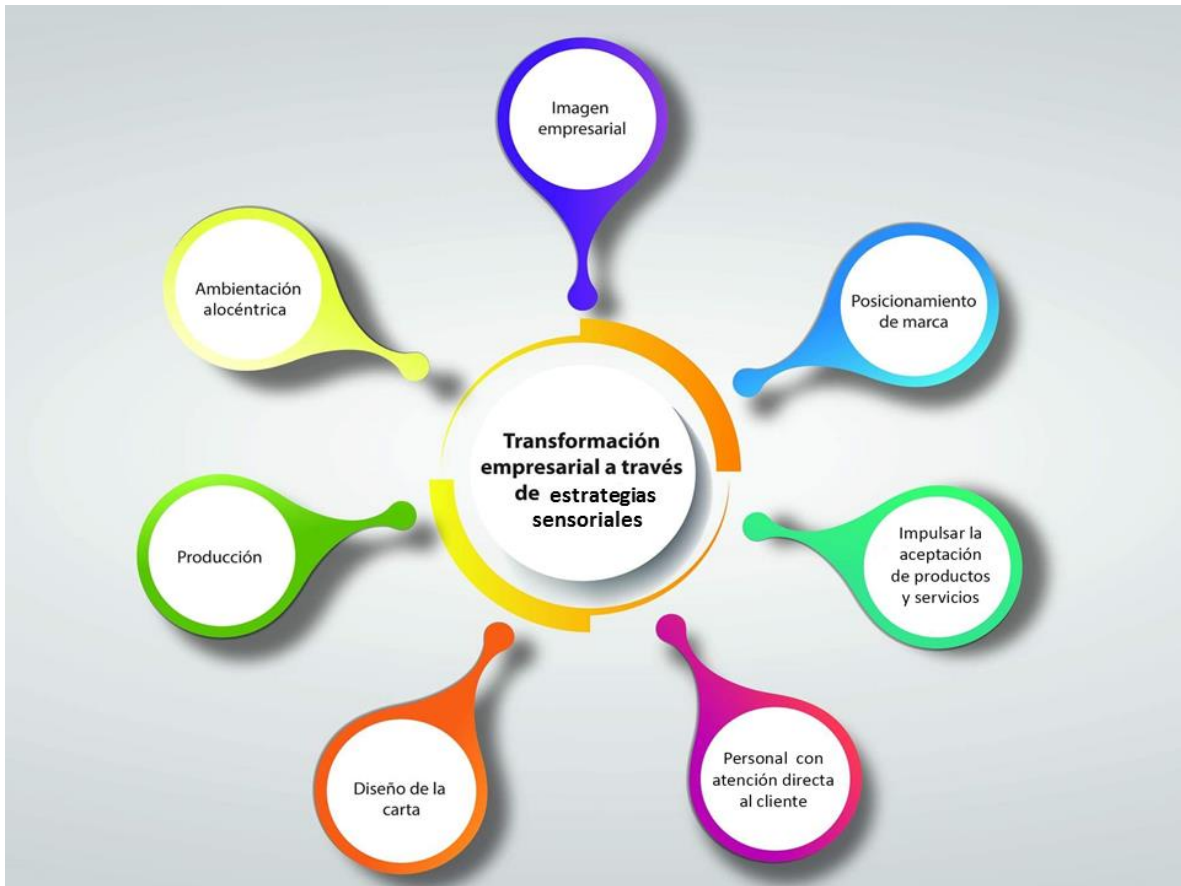 Imagen
empresarial
Posicionamiento
de marca
Impulsar la
aceptación
de productos
y servicios
Personal con
atención directa
al cliente
Diseño de la
carta
Producción
Ambientación
alocéntrica
Transformación
empresarial a través
de estrategias
sensoriales